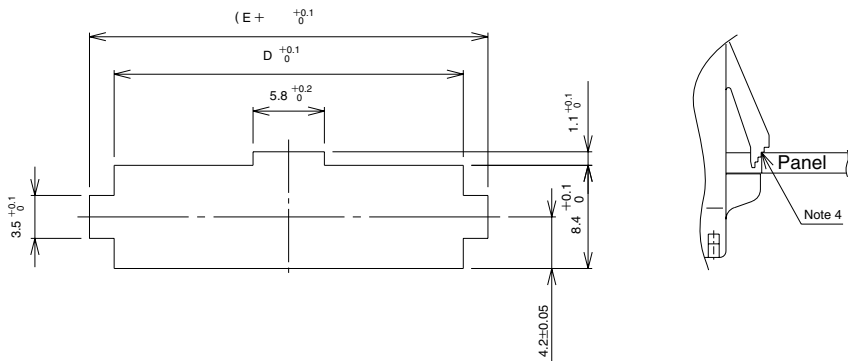 ( E + +0.1 0
D +0.1 0
5.8 +0.2 0
1.1 +0.1 0
3.5 +0.1 0
8.4 +0.1 0
4.2±0.05
Panel
Note 4